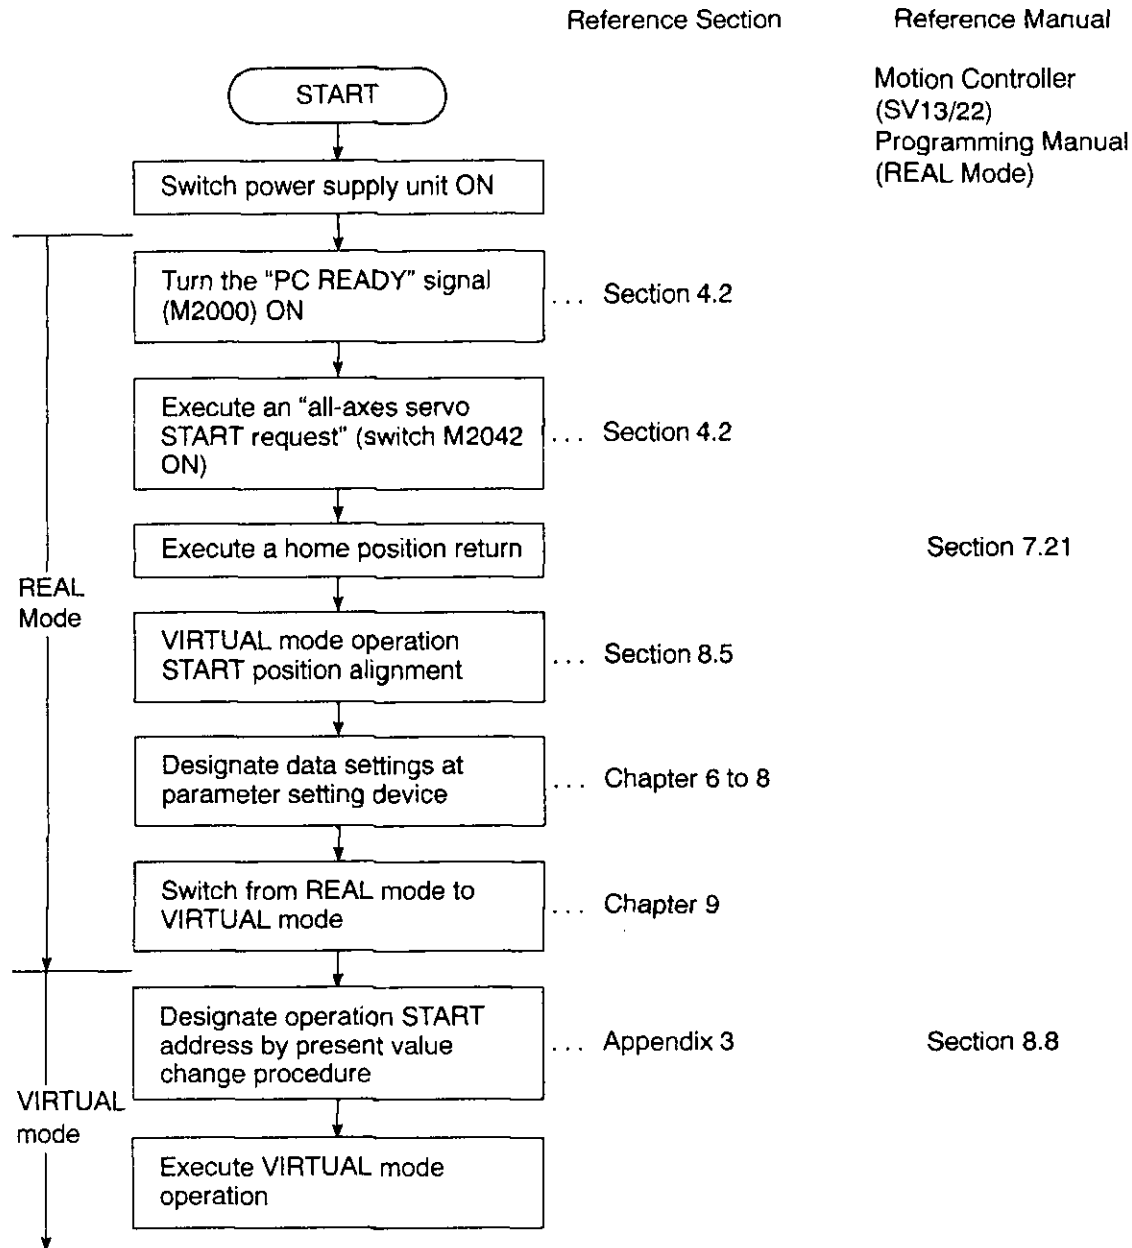 Reference Section Reference Manual
Motion Controller
(SV13/22)
Programming Manual
(REAL Mode)
START
Switch power supply unit ON
Turn the “PC READY” signal
(M2000) ON
... Section 4.2
Execute an “all-axes servo
START request” (switch M2042
ON)
... Section 4.2
Execute a home position return
Section 7.21
REAL
Mode
VIRTUAL mode operation
START position alignment
... Section 8.5
Designate data settings at
parameter setting device
... Chapter 6 to 8
Switch from REAL mode to
VIRTUAL mode
... Chapter 9
Designate operation START
address by present value
change procedure
... Appendix 3
Section 8.8
VIRTUAL
mode
Execute VIRTUAL mode
operation